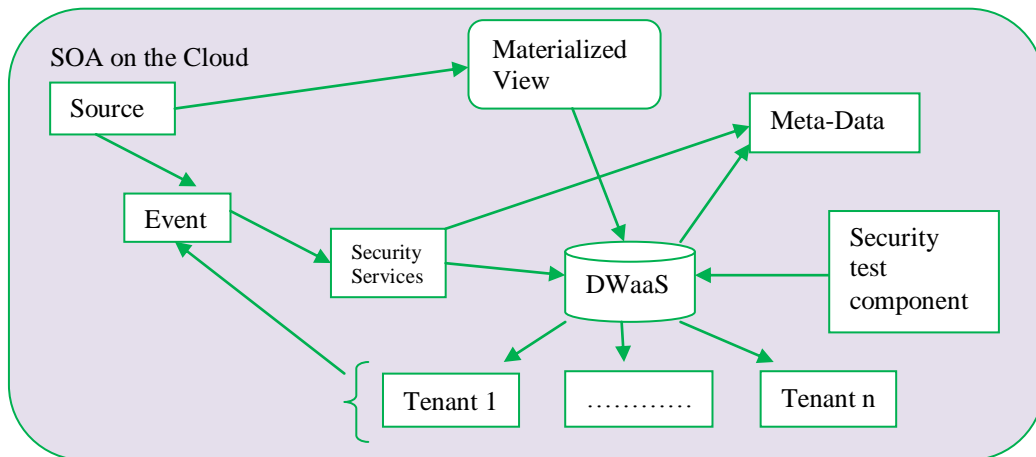 SOA on the Cloud
Materialized
View
Source
Meta-Data
Event
Security
Services
DWaaS
Security
test
component
Tenant 1
…………
Tenant n